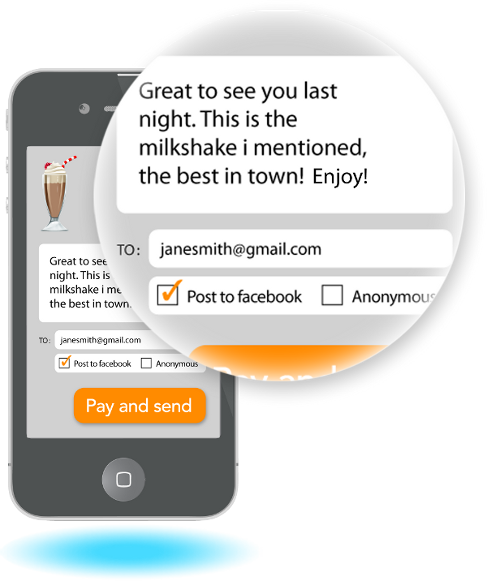 Great to see you last
night. This is the
milkshake i mentioned,
the best in town! Enjoy!
TO: janesmith@gmail.com
Post to facebook Anonymous
Pay and
Great to see
night. This is
milkshake i me
the best in town
TO: janesmith@gmail.com
Post to facebook Anonymous
Pay and send